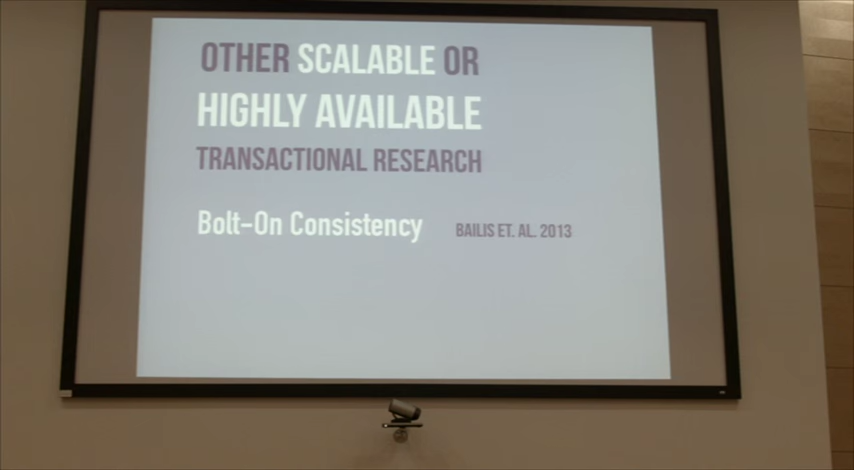 OTHER SCALABLE OR
HIGHLY AVAILABLE
TRANSACTIONAL RESEARCH
Bolt-On Consistency BAILIS ET. AL. 2013